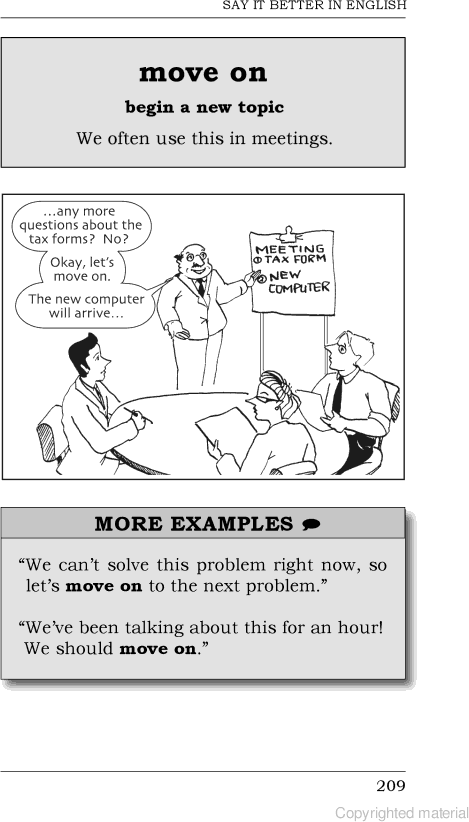 SAY IT BETTER IN ENGLISH
move on
begin a new topic
We often use this in meetings.
...any more
questions about the
tax forms? No?
Okay, let's
move on.
The new computer
will arrive...
MEETING
① TAX FORM
② NEW
COMPUTER
MORE EXAMPLES
“We can't solve this problem right now, so
let's move on to the next problem.”
“We've been talking about this for an hour!
We should move on.”
209
Copyrighted material